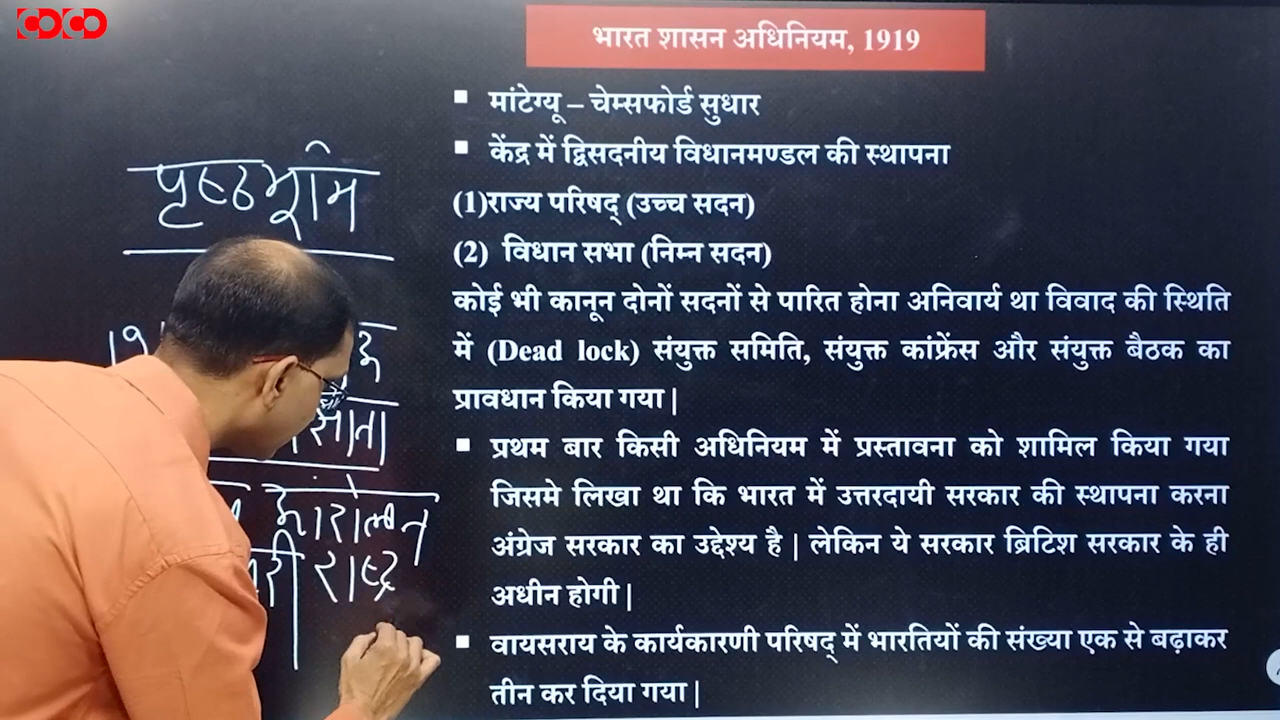 COCO
भारत शासन अधिनियम, 1919
▪ मांटेग्यू – चेम्सफोर्ड सुधार
▪ केंद्र में द्विसदनीय विधानमण्डल की स्थापना
(1)राज्य परिषद् (उच्च सदन)
(2) विधान सभा (निम्न सदन)
कोई भी कानून दोनों सदनों से पारित होना अनिवार्य था विवाद की स्थिति
में (Dead lock) संयुक्त समिति, संयुक्त कांफ्रेंस और संयुक्त बैठक का
प्रावधान किया गया |
▪ प्रथम बार किसी अधिनियम में प्रस्तावना को शामिल किया गया
जिसमे लिखा था कि भारत में उत्तरदायी सरकार की स्थापना करना
अंग्रेज सरकार का उद्देश्य है | लेकिन ये सरकार ब्रिटिश सरकार के ही
अधीन होगी |
▪ वायसराय के कार्यकारणी परिषद् में भारतियों की संख्या एक से बढ़ाकर
तीन कर दिया गया |
पृष्ठभूमि
राष्ट्र